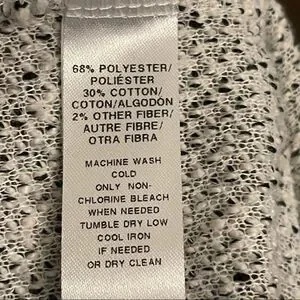 68% POLYESTER/
POLIÉSTER
30% COTTON/
COTON/ALGODÓN
2% OTHER FIBER/
AUTRE FIBRE/
OTRA FIBRA
MACHINE WASH
COLD
ONLY NON-
CHLORINE BLEACH
WHEN NEEDED
TUMBLE DRY LOW
COOL IRON
IF NEEDED
OR DRY CLEAN